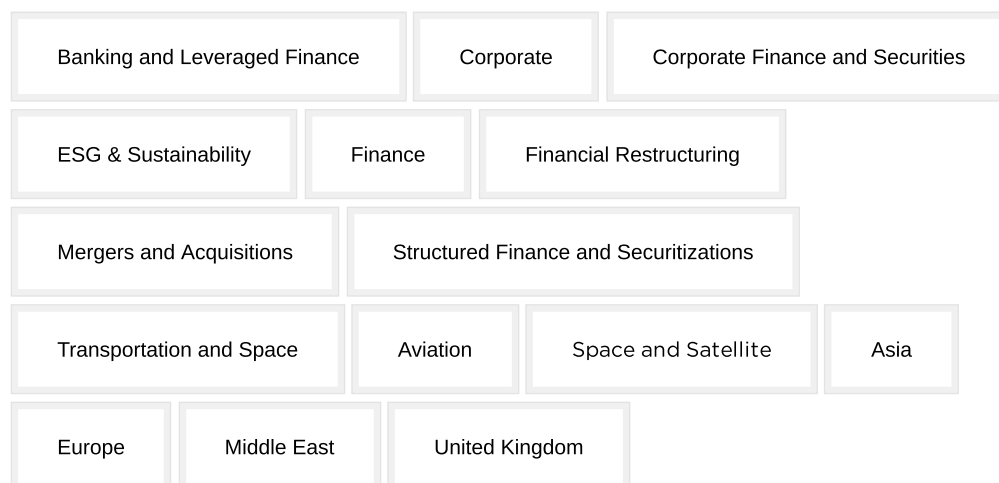 Banking and Leveraged Finance Corporate Corporate Finance and Securities
ESG & Sustainability Finance Financial Restructuring
Mergers and Acquisitions Structured Finance and Securitizations
Transportation and Space Aviation Space and Satellite Asia
Europe Middle East United Kingdom